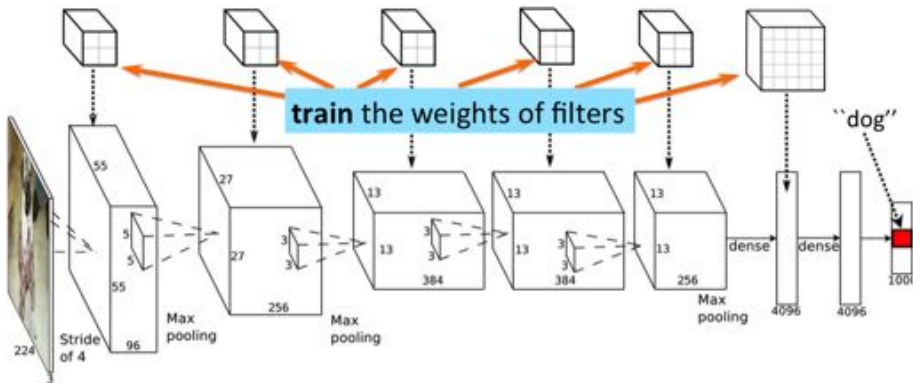 train the weights of filters
``dog''
55
27
13
13
13
5
5
55
27
3
3
13
3
3
13
3
3
13
dense
dense
1000
384
384
256
Max
pooling
4096
4096
256
Max
pooling
Max
pooling
96
Stride
of 4
224
3